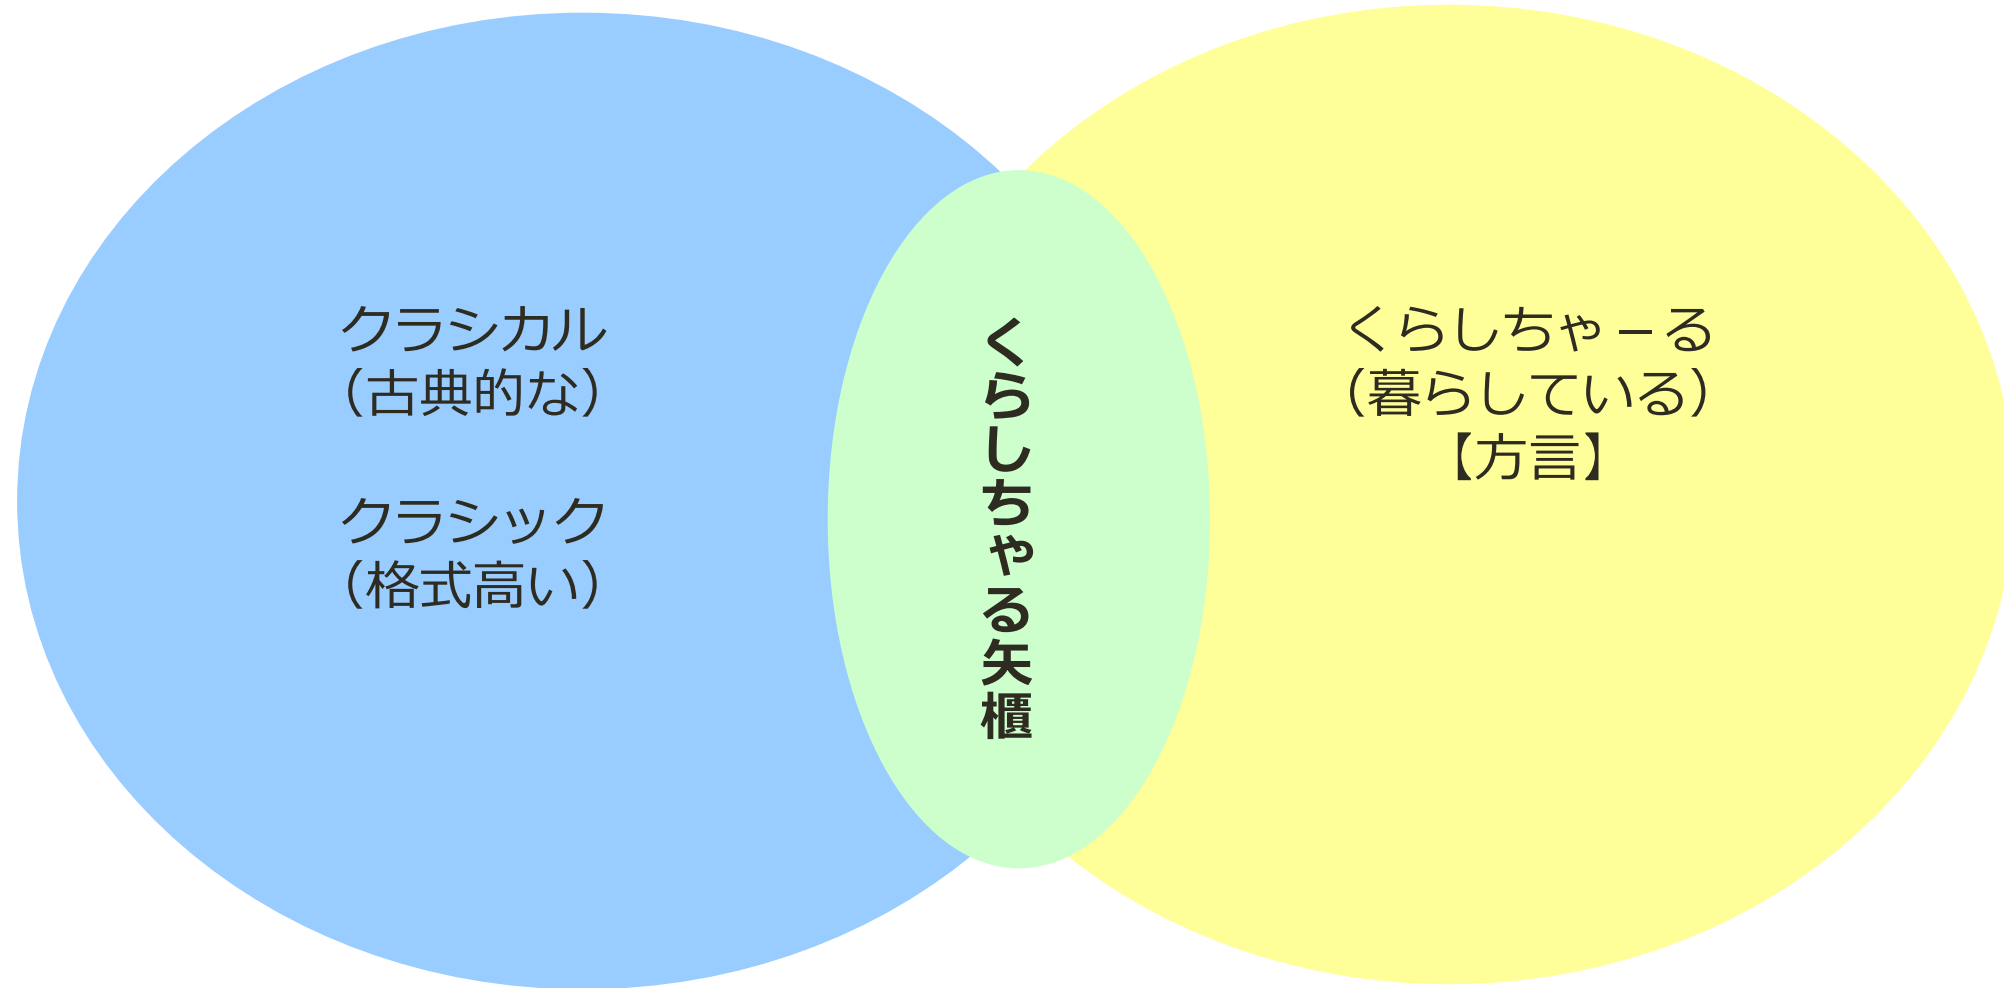 クラシカル
（古典的な）
クラシック
（格式高い）
くらしちゃる矢櫃
くらしちゃーる
（暮らしている）
【方言】